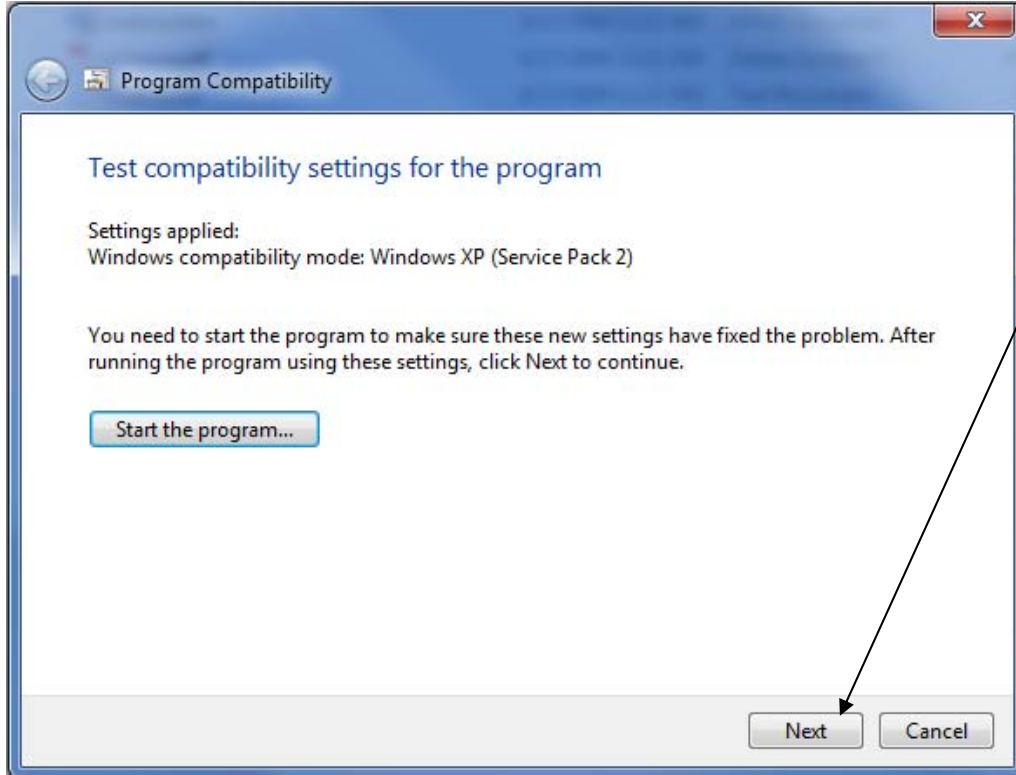 Program Compatibility
Test compatibility settings for the program
Settings applied:
Windows compatibility mode: Windows XP (Service Pack 2)
You need to start the program to make sure these new settings have fixed the problem. After
running the program using these settings, click Next to continue.
Start the program...
Next
Cancel